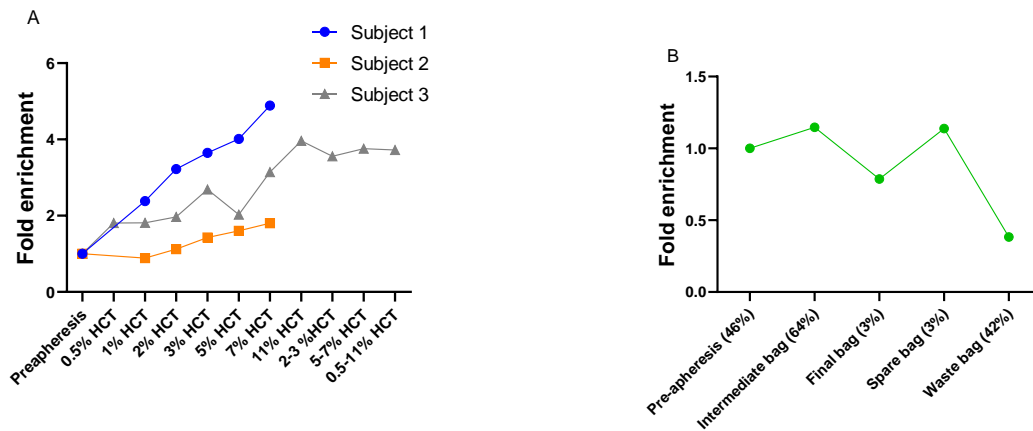 A
Subject 1
Subject 2
Subject 3
Fold enrichment
6
4
2
0
Preapheresis
0.5% HCT
1% HCT
2% HCT
3% HCT
5% HCT
7% HCT
11% HCT
2-3 %HCT
5-7% HCT
0.5-11% HCT
B
Fold enrichment
1.5
1.0
0.5
0.0
Pre-apheresis (46%)
Intermediate bag (64%)
Final bag (3%)
Spare bag (3%)
Waste bag (42%)